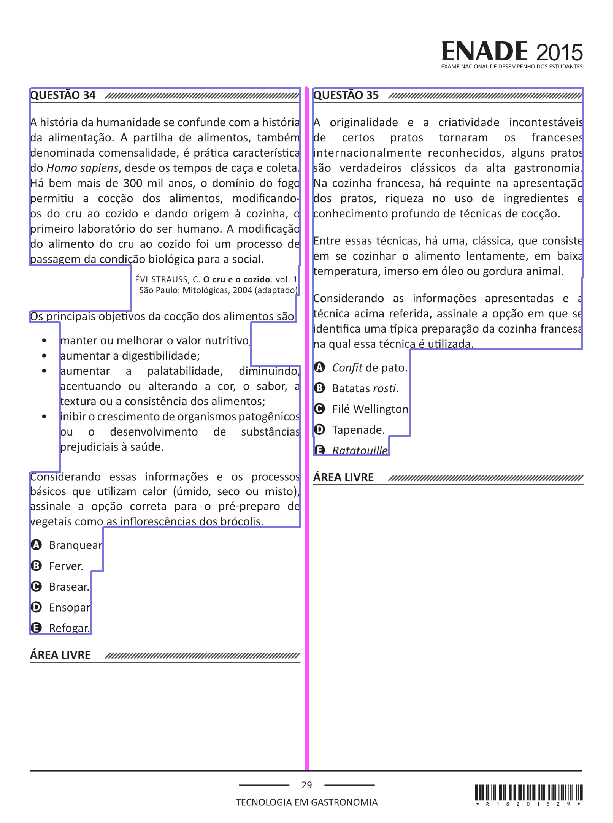 ENADE 2015
EXAME NACIONAL DE DESEMPENHO DOS ESTUDANTES
QUESTÃO 34
A história da humanidade se confunde com a história
da alimentação. A partilha de alimentos, também
denominada comensalidade, é prática característica
do Homo sapiens, desde os tempos de caça e coleta.
Há bem mais de 300 mil anos, o domínio do fogo
permitiu a cocção dos alimentos, modificando-
os do cru ao cozido e dando origem à cozinha, o
primeiro laboratório do ser humano. A modificação
do alimento do cru ao cozido foi um processo de
passagem da condição biológica para a social.
ÉVI-STRAUSS, C. O cru e o cozido. vol. 1
São Paulo: Mitológicas, 2004 (adaptado)
Os principais objetivos da cocção dos alimentos são
• manter ou melhorar o valor nutritivo;
• aumentar a digestibilidade;
• aumentar a palatabilidade, diminuindo,
acentuando ou alterando a cor, o sabor, a
textura ou a consistência dos alimentos;
• inibir o crescimento de organismos patogênicos
ou o desenvolvimento de substâncias
prejudiciais à saúde.
Considerando essas informações e os processos
básicos que utilizam calor (úmido, seco ou misto),
assinale a opção correta para o pré-preparo de
vegetais como as inflorescências dos brócolis.
A Branquear
B Ferver.
C Brasear.
D Ensopar
E Refogar.
ÁREA LIVRE
QUESTÃO 35
A originalidade e a criatividade incontestáveis
de certos pratos tornaram os franceses
internacionalmente reconhecidos, alguns pratos
são verdadeiros clássicos da alta gastronomia.
Na cozinha francesa, há requinte na apresentação
dos pratos, riqueza no uso de ingredientes e
conhecimento profundo de técnicas de cocção.
Entre essas técnicas, há uma, clássica, que consiste
em se cozinhar o alimento lentamente, em baixa
temperatura, imerso em óleo ou gordura animal.
Considerando as informações apresentadas e a
técnica acima referida, assinale a opção em que se
identifica uma típica preparação da cozinha francesa
na qual essa técnica é utilizada.
A Confit de pato.
B Batatas rosti.
C Filé Wellington
D Tapenade.
E Ratatouille
ÁREA LIVRE
29
TECNOLOGIA EM GASTRONOMIA
*R18201529*